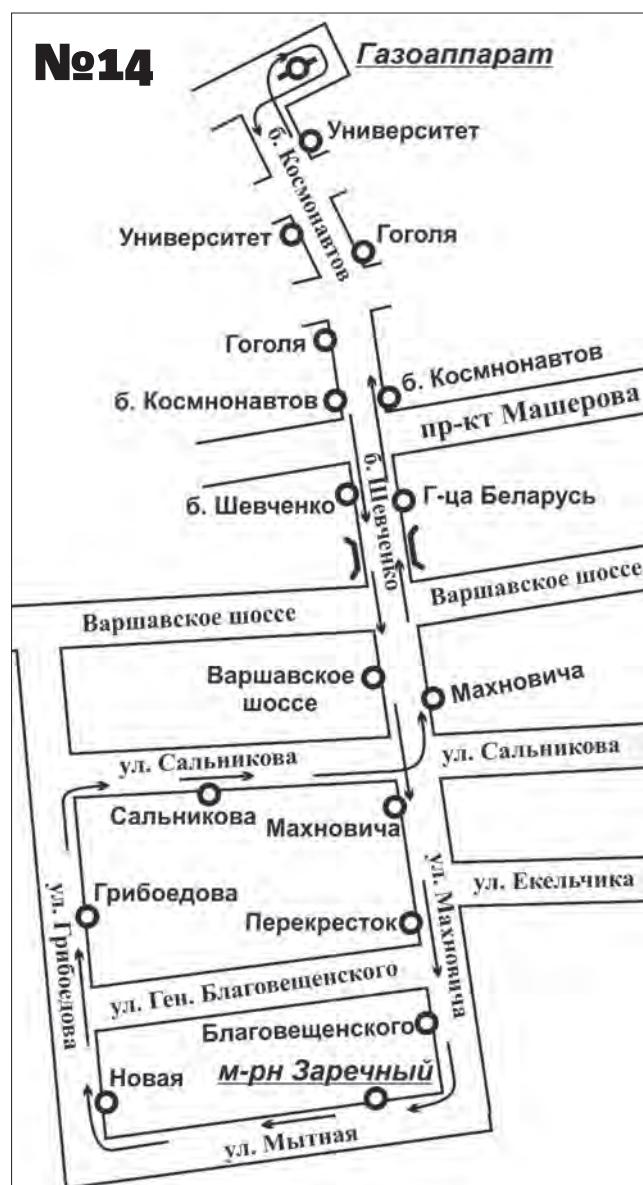 №14
Газоаппарат
Университет
б. Космонавтов
Университет
Гоголя
Гоголя
б. Космнонавтов
б. Космнонавтов
пр-кт Машерова
б. Шевченко
б. Шевченко
Г-ца Беларусь
Варшавское шоссе
Варшавское шоссе
Варшавское
шоссе
Махновича
ул. Сальникова
ул. Сальникова
Сальникова
Махновича
ул. Екельчика
ул. Грибоедова
Грибоедова
Перекресток
ул. Махновича
ул. Ген. Благовещенского
Благовещенского
Новая
м-рн Заречный
ул. Мытная